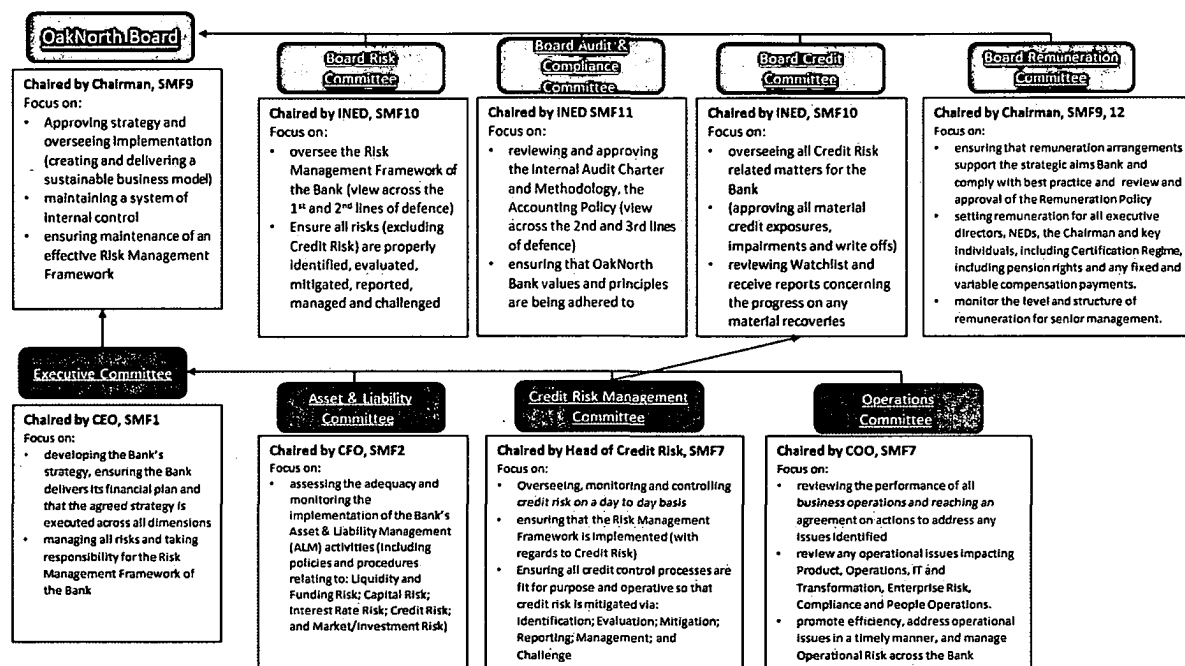 OakNorth Board
Chaired by Chairman, SMF9
Focus on:
• Approving strategy and
overseeing implementation
(creating and delivering a
sustainable business model)
• maintaining a system of
internal control
• ensuring maintenance of an
effective Risk Management
Framework
Board Risk
Committee
Chaired by INED, SMF10
Focus on:
• oversee the Risk
Management Framework of
the Bank (view across the
1st and 2nd lines of defence)
• Ensure all risks (excluding
Credit Risk) are properly
identified, evaluated,
mitigated, reported,
managed and challenged
Board Audit &
Compliance
Committee
Chaired by INED SMF11
Focus on:
• reviewing and approving
the Internal Audit Charter
and Methodology, the
Accounting Policy (view
across the 2nd and 3rd lines
of defence)
• ensuring that OakNorth
Bank values and principles
are being adhered to
Board Credit
Committee
Chaired by INED, SMF10
Focus on:
• overseeing all Credit Risk
related matters for the
Bank
• (approving all material
credit exposures,
impairments and write offs)
• reviewing Watchlist and
receive reports concerning
the progress on any
material recoveries
Board Remuneration
Committee
Chaired by Chairman, SMF9, 12
Focus on:
• ensuring that remuneration arrangements
support the strategic aims Bank and
comply with best practice and review and
approval of the Remuneration Policy
• setting remuneration for all executive
directors, NEDs, the Chairman and key
individuals, including Certification Regime,
including pension rights and any fixed and
variable compensation payments.
• monitor the level and structure of
remuneration for senior management.
Executive Committee
Chaired by CEO, SMF1
Focus on:
• developing the Bank's
strategy, ensuring the Bank
delivers its financial plan and
that the agreed strategy is
executed across all dimensions
• managing all risks and taking
responsibility for the Risk
Management Framework of
the Bank
Asset & Liability
Committee
Chaired by CFO, SMF2
Focus on:
• assessing the adequacy and
monitoring the
implementation of the Bank's
Asset & Liability Management
(ALM) activities (including
policies and procedures
relating to: Liquidity and
Funding Risk; Capital Risk;
Interest Rate Risk; Credit Risk;
and Market/Investment Risk)
Credit Risk Management
Committee
Chaired by Head of Credit Risk, SMF7
Focus on:
• Overseeing, monitoring and controlling
credit risk on a day to day basis
• ensuring that the Risk Management
Framework is implemented (with
regards to Credit Risk)
• Ensuring all credit control processes are
fit for purpose and operative so that
credit risk is mitigated via:
Identification; Evaluation; Mitigation;
Reporting; Management; and
Challenge
Operations
Committee
Chaired by COO, SMF7
Focus on:
• reviewing the performance of all
business operations and reaching an
agreement on actions to address any
issues identified
• review any operational issues impacting
Product, Operations, IT and
Transformation, Enterprise Risk,
Compliance and People Operations.
• promote efficiency, address operational
issues in a timely manner, and manage
Operational Risk across the Bank